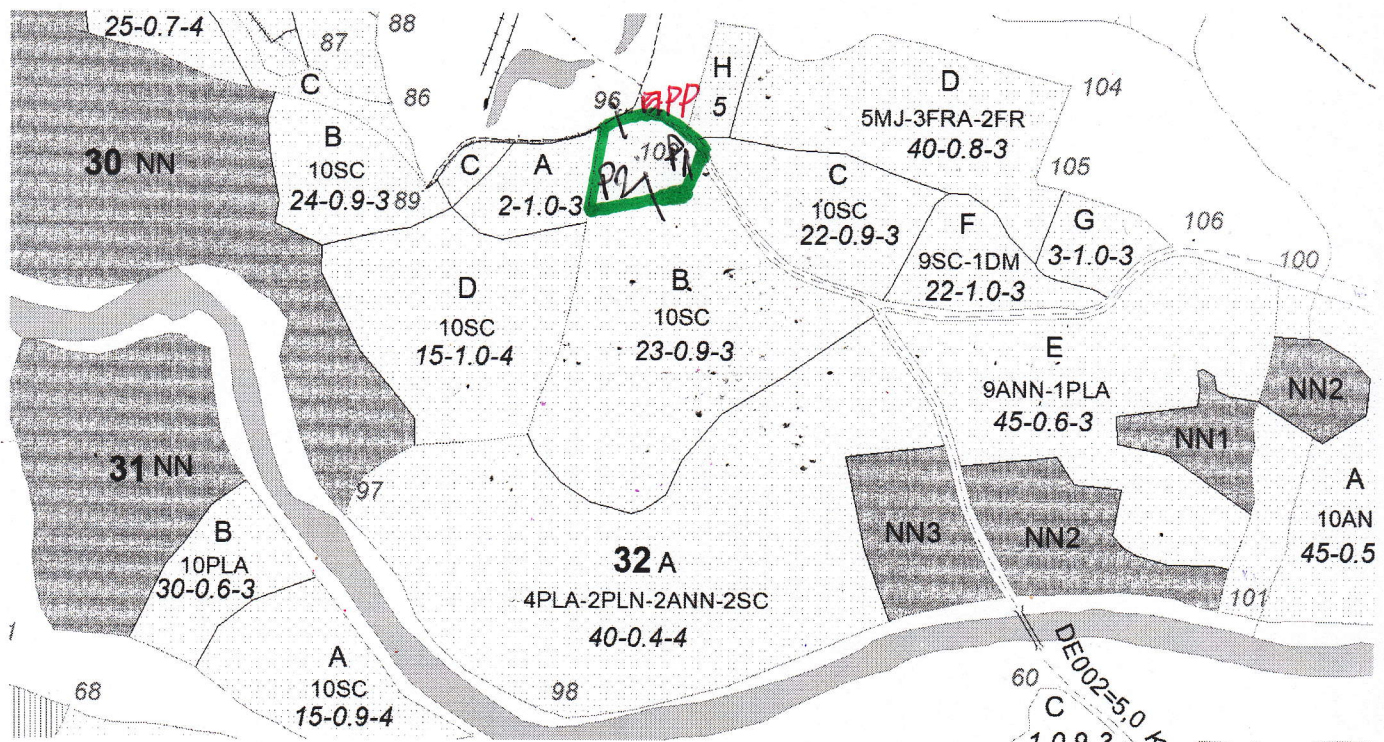 25-0.7-4
88
87
C
86
96
PP
H
5
D
5MJ-3FRA-2FR
40-0.8-3
104
30 NN
B
10SC
24-0.9-3
89
C
A
2-1.0-3
P2
P1
C
10SC
22-0.9-3
105
F
9SC-1DM
22-1.0-3
G
3-1.0-3
106
100
D
10SC
15-1.0-4
B
10SC
23-0.9-3
E
9ANN-1PLA
45-0.6-3
NN2
NN1
31 NN
97
B
10PLA
30-0.6-3
32 A
4PLA-2PLN-2ANN-2SC
40-0.4-4
NN3
NN2
A
10AN
45-0.5
101
A
10SC
15-0.9-4
68
98
60
DE002=5,0 K
C